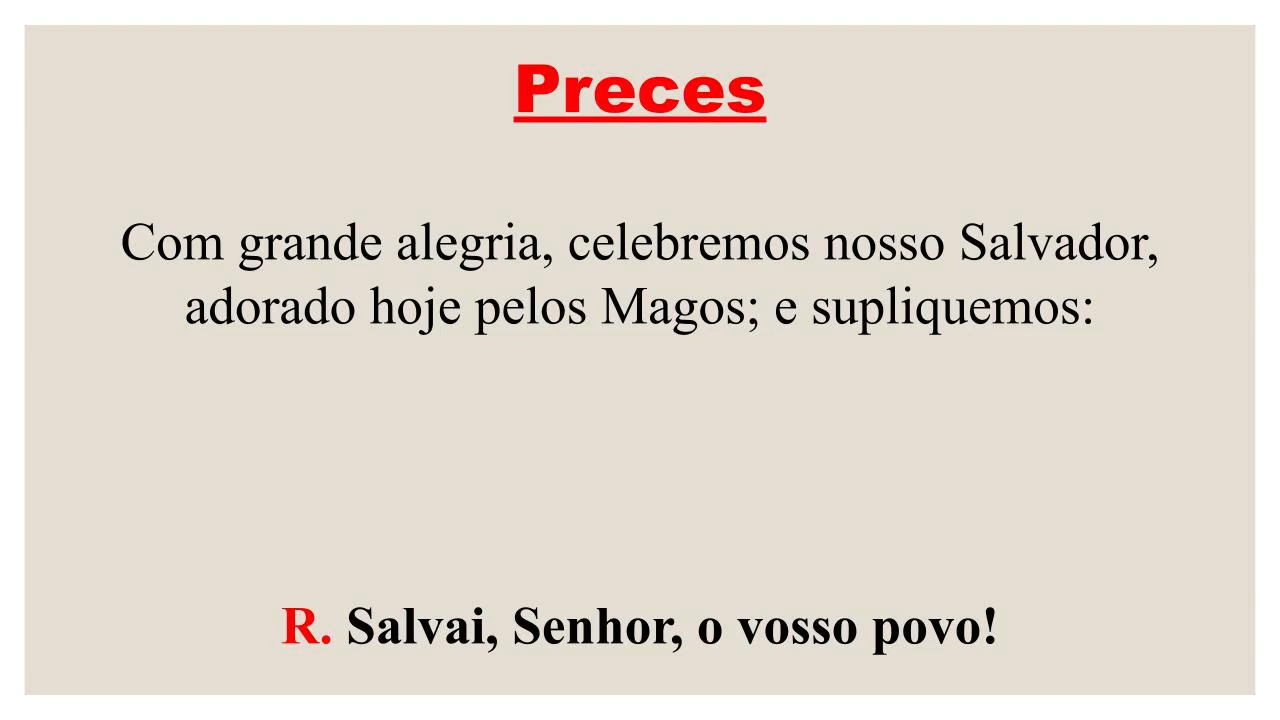 Preces
Com grande alegria, celebremos nosso Salvador,
adorado hoje pelos Magos; e supliquemos:
R. Salvai, Senhor, o vosso povo!